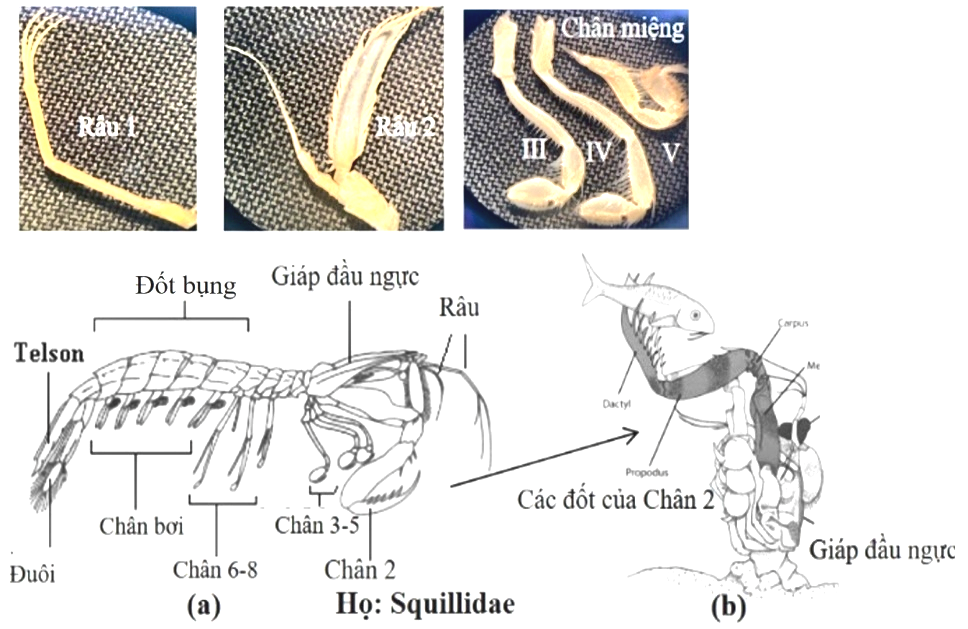 Râu 1
Râu 2
Chân miệng
III
IV
V
Đốt bụng
Giáp đầu ngực
Râu
Telson
Chân bơi
Chân 3-5
Đuôi
Chân 6-8
Chân 2
(a)
Họ: Squillidae
Carpus
Me
Dactyl
Propodus
Các đốt của Chân 2
Giáp đầu ngực
(b)